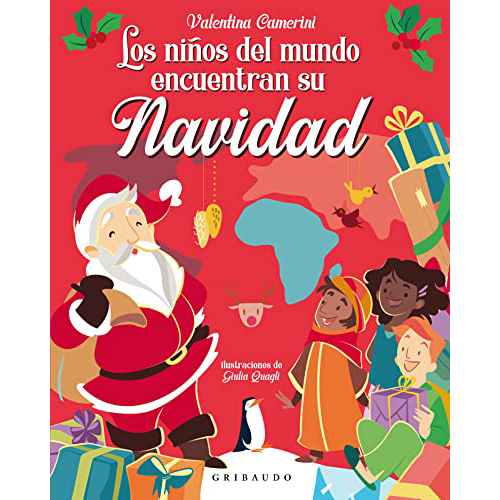 Valentina Camerini
Los niños del mundo
encuentran su
Navidad
ilustraciones de
Giulia Quagli
GRIBAUDO